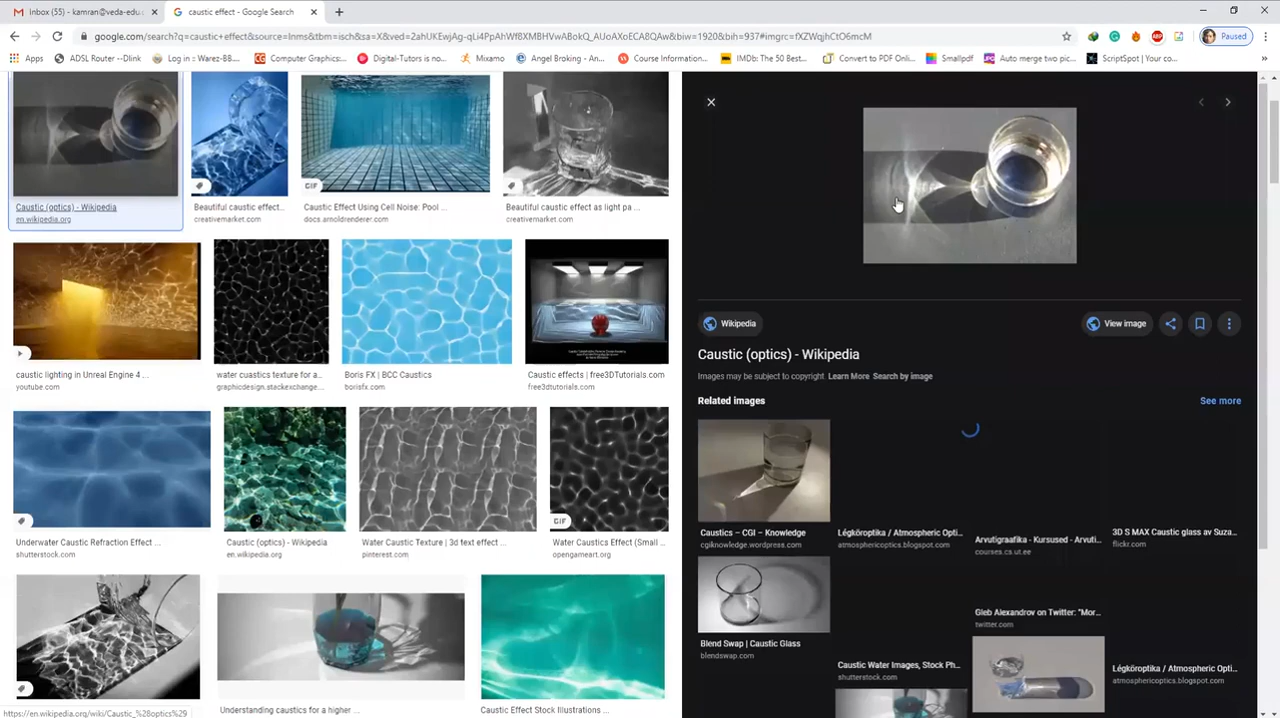 Inbox (55) - kamran@veda-edu.c
caustic effect - Google Search
google.com/search?q=caustic+effect&source=lnms&tbm=isch&sa=X&ved=2ahUKEwjAg-qLi4PpAhWf8XMBHVwABokQ_AUoAXoECA8QAw&biw=1920&bih=937#imgrc=fXZWqjhCtO6mcM
Paused
Apps
ADSL Router --Dlink
Log in :: Warez-BB....
Computer Graphics:...
Digital-Tutors is no...
Mixamo
Angel Broking - An...
Course Information...
IMDb: The 50 Best...
Convert to PDF Onli...
Smallpdf
Auto merge two pic...
ScriptSpot | Your co...
Caustic (optics) - Wikipedia
en.wikipedia.org
Beautiful caustic effect...
creativemarket.com
GIF
Caustic Effect Using Cell Noise: Pool ...
docs.arnoldrenderer.com
Beautiful caustic effect as light pa ...
creativemarket.com
caustic lighting in Unreal Engine 4 ...
youtube.com
water cuastics texture for a...
graphicdesign.stackexchange...
Boris FX | BCC Caustics
borisfx.com
Caustic effects | free3DTutorials.com
free3dtutorials.com
Underwater Caustic Refraction Effect ...
shutterstock.com
Caustic (optics) - Wikipedia
en.wikipedia.org
Water Caustic Texture | 3d text effect ...
pinterest.com
GIF
Water Caustics Effect (Small ...
opengameart.org
Understanding caustics for a higher ...
Caustic Effect Stock Illustrations ...
https://en.wikipedia.org/wiki/Caustic_%28optics%29
Wikipedia
View image
Caustic (optics) - Wikipedia
Images may be subject to copyright. Learn More Search by image
Related images
See more
Caustics – CGI – Knowledge
cgiknowledge.wordpress.com
Légköroptika / Atmospheric Opti...
atmosphericoptics.blogspot.com
Arvutigraafika - Kursused - Arvuti...
courses.cs.ut.ee
3D S MAX Caustic glass av Suza...
flickr.com
Blend Swap | Caustic Glass
blendswap.com
Caustic Water Images, Stock Ph...
shutterstock.com
Gleb Alexandrov on Twitter: "Mor...
twitter.com
Légköroptika / Atmospheric Opti...
atmosphericoptics.blogspot.com